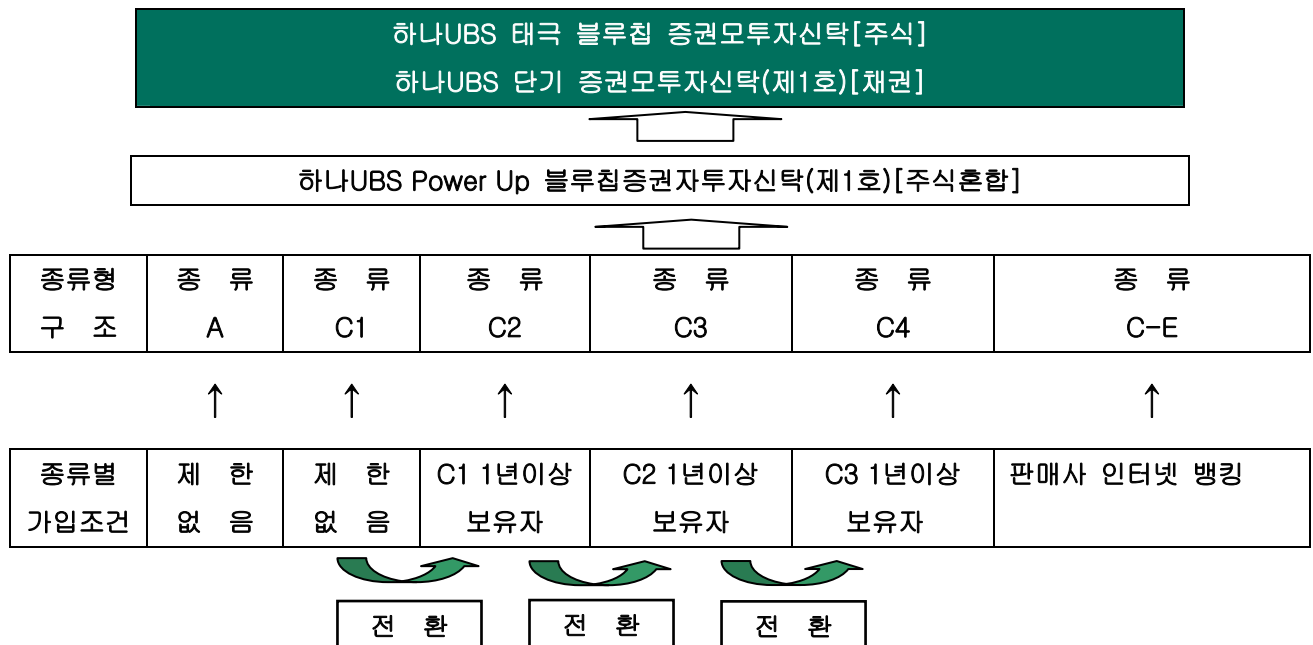 하나UBS 태극 블루칩 증권모투자신탁[주식]
하나UBS 단기 증권모투자신탁(제1호)[채권]
하나UBS Power Up 블루칩증권자투자신탁(제1호)[주식혼합]
종류형 종 류 종 류 종 류 종 류 종 류 종 류
구 조 A C1 C2 C3 C4 C-E
↑ ↑ ↑ ↑ ↑ ↑
종류별 제 한 제 한 C1 1년이상 C2 1년이상 C3 1년이상 판매사 인터넷 뱅킹
가입조건 없 음 없 음 보유자 보유자 보유자
전 환 전 환 전 환